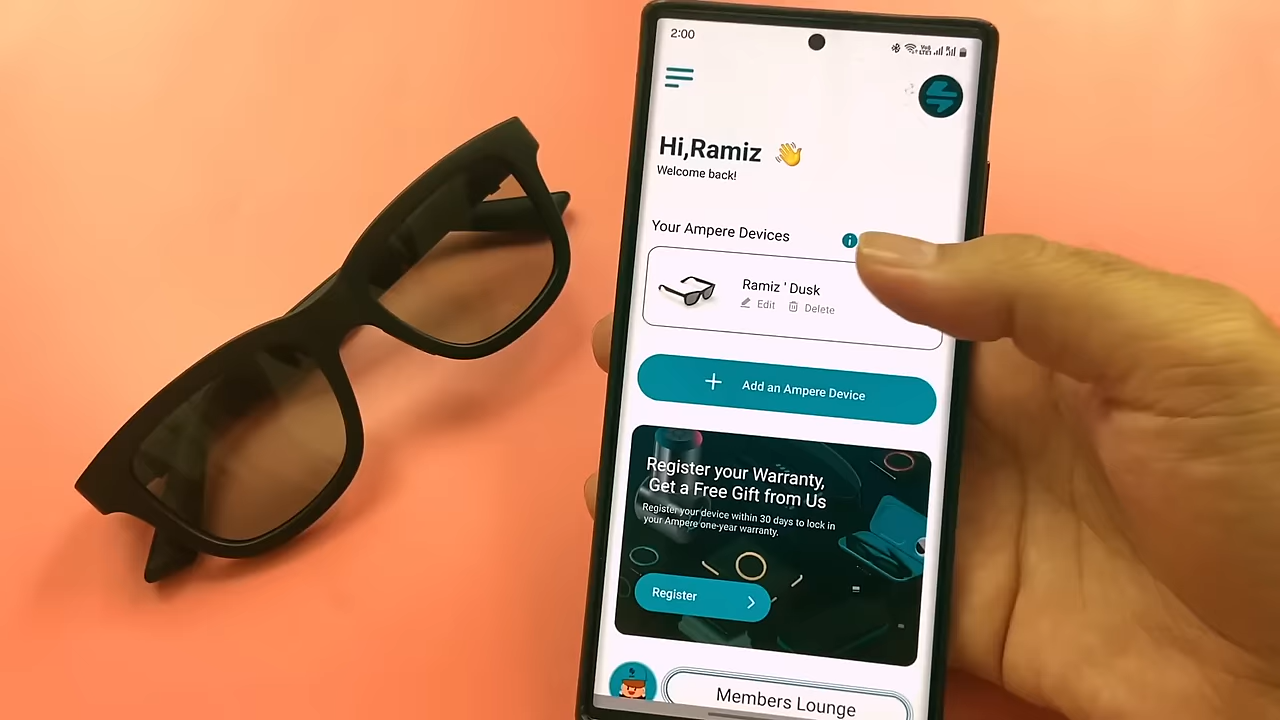 2:00
Hi,Ramiz 👋
Welcome back!
Your Ampere Devices
Ramiz ' Dusk
Edit Delete
+ Add an Ampere Device
Register your Warranty,
Get a Free Gift from Us
Register your device within 30 days to lock in
your Ampere one-year warranty.
Register
Members Lounge